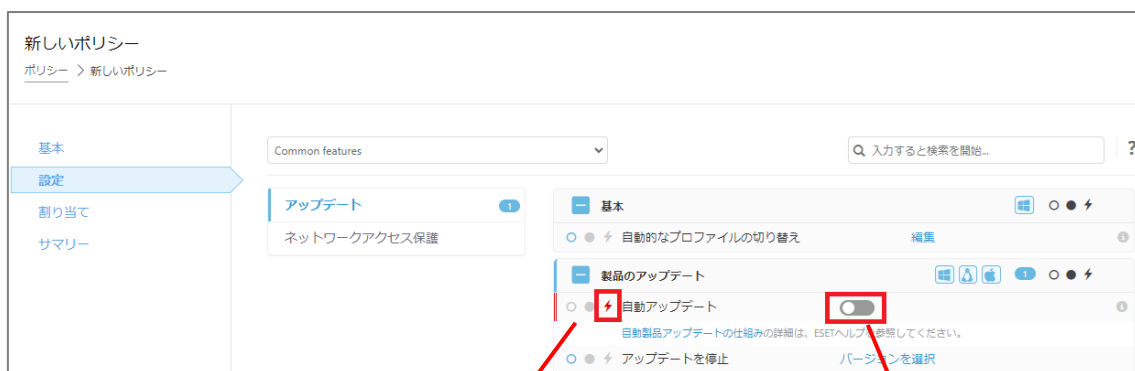 新しいポリシー
ポリシー > 新しいポリシー
基本
設定
割り当て
サマリー
Common features
入力すると検索を開始...
?
アップデート 1
ネットワークアクセス保護
基本
自動的なプロファイルの切り替え 編集
製品のアップデート 1
自動アップデート
自動製品アップデートの仕組みの詳細は、ESETヘルプを参照してください。
アップデートを停止 バージョンを選択